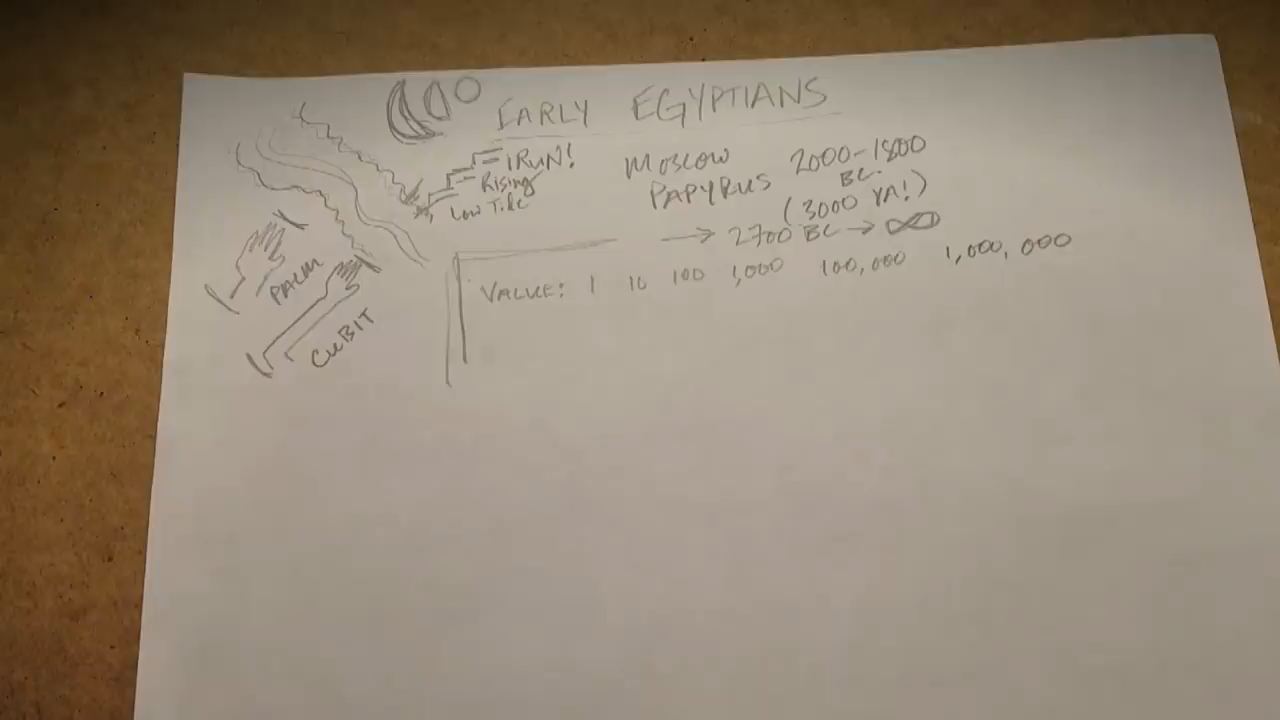 EARLY EGYPTIANS
RUN!
Rising
Low Tide
MOSCOW
PAPYRUS
2000-1800
BC.
(3000 YA!)
→ 2700 BC → ∞
PALM
CUBIT
VALUE: 1 10 100 1,000 100,000 1,000,000